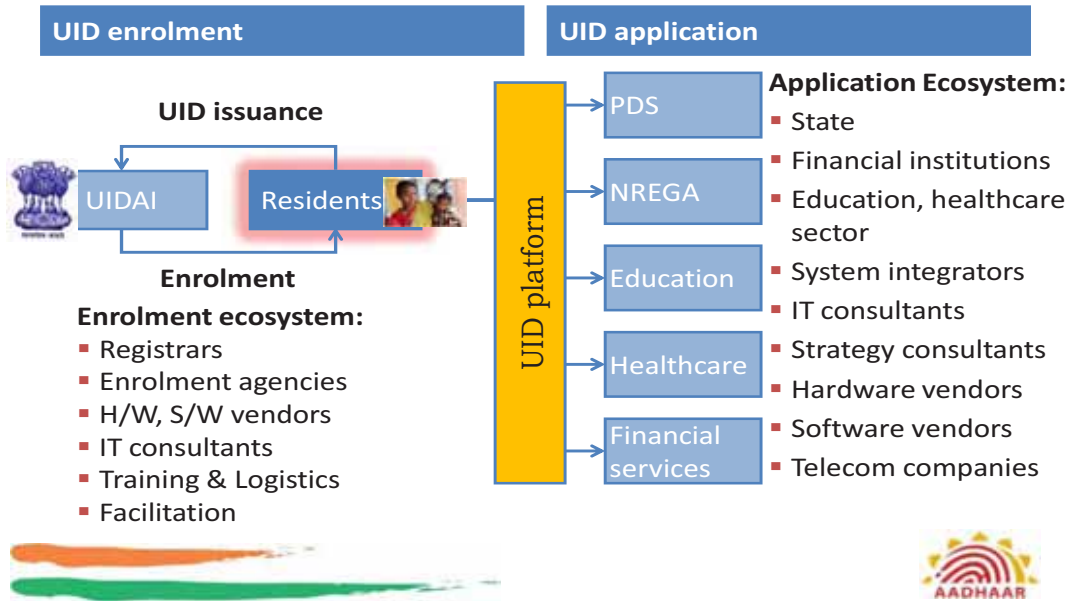 UID enrolment
UID application
UID issuance
UIDAI
Residents
Enrolment
Enrolment ecosystem:
▪ Registrars
▪ Enrolment agencies
▪ H/W, S/W vendors
▪ IT consultants
▪ Training & Logistics
▪ Facilitation
UID platform
PDS
NREGA
Education
Healthcare
Financial
services
Application Ecosystem:
▪ State
▪ Financial institutions
▪ Education, healthcare
sector
▪ System integrators
▪ IT consultants
▪ Strategy consultants
▪ Hardware vendors
▪ Software vendors
▪ Telecom companies
AADHAAR